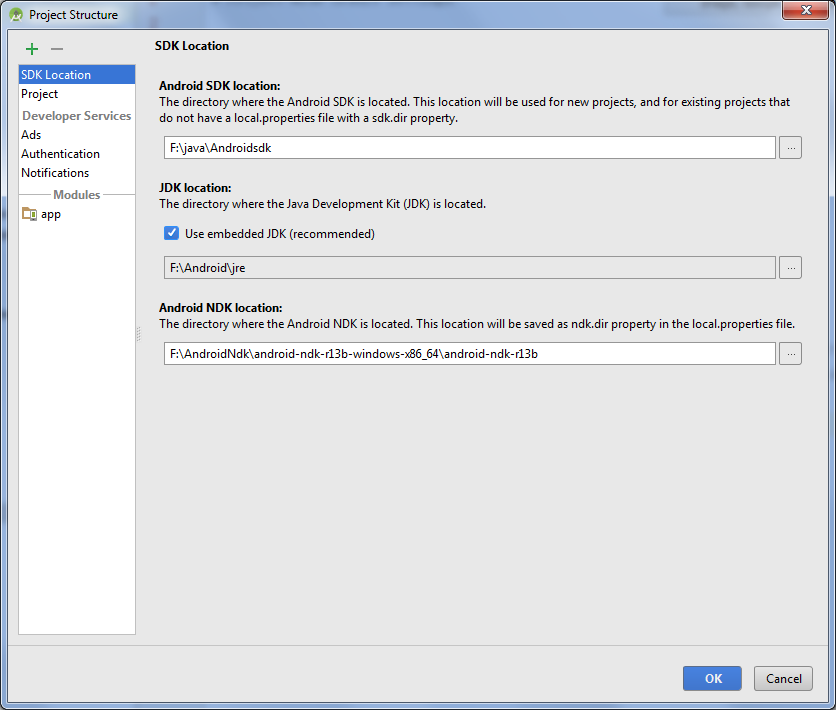 Project Structure
SDK Location
SDK Location
Project
Developer Services
Ads
Authentication
Notifications
Modules
app
Android SDK location:
The directory where the Android SDK is located. This location will be used for new projects, and for existing projects that
do not have a local.properties file with a sdk.dir property.
F:\java\Androidsdk
...
JDK location:
The directory where the Java Development Kit (JDK) is located.
Use embedded JDK (recommended)
F:\Android\jre
...
Android NDK location:
The directory where the Android NDK is located. This location will be saved as ndk.dir property in the local.properties file.
F:\AndroidNdk\android-ndk-r13b-windows-x86_64\android-ndk-r13b
...
OK
Cancel